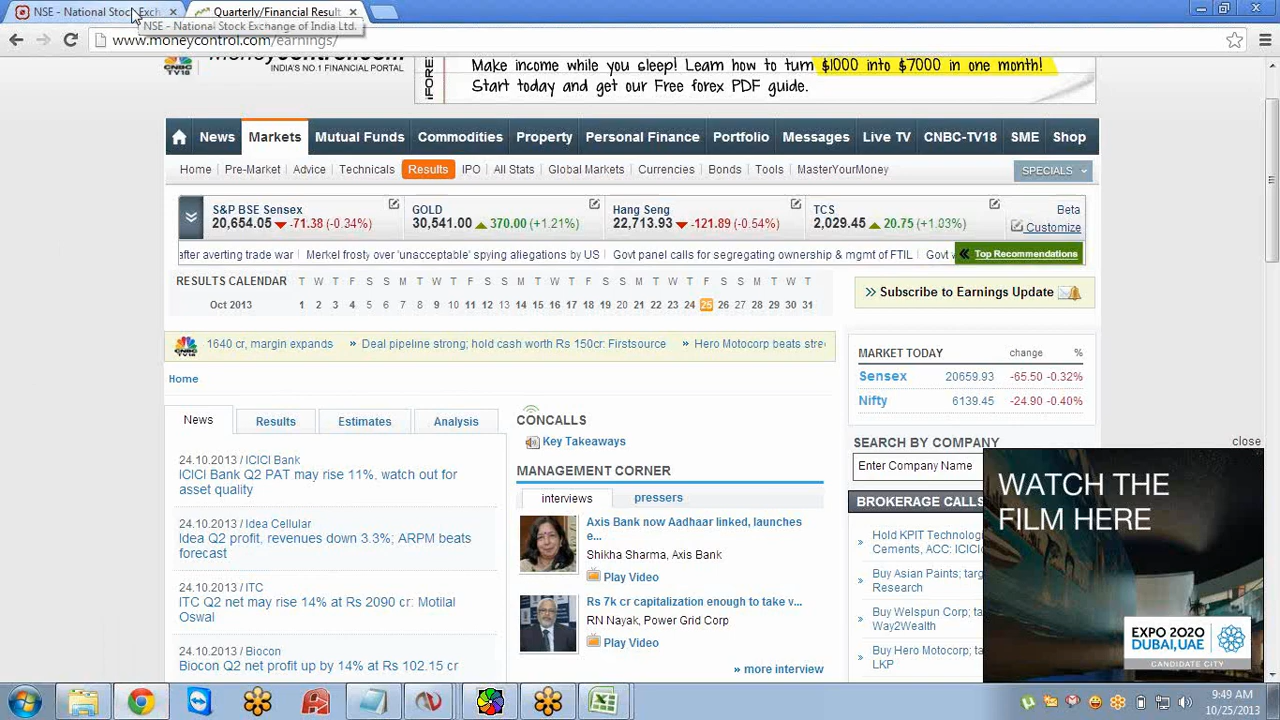 NSE - National Stock Exch
Quarterly/Financial Result
NSE - National Stock Exchange of India Ltd.
www.moneycontrol.com/earnings/
CNBC
TV18
moneycontrol.com
INDIA'S NO.1 FINANCIAL PORTAL
iFOREX
Make income while you sleep! Learn how to turn $1000 into $7000 in one month!
Start today and get our Free forex PDF guide.
News Markets Mutual Funds Commodities Property Personal Finance Portfolio Messages Live TV CNBC-TV18 SME Shop
Home Pre-Market Advice Technicals Results IPO All Stats Global Markets Currencies Bonds Tools MasterYourMoney SPECIALS
S&P BSE Sensex
20,654.05 -71.38 (-0.34%)
GOLD
30,541.00 370.00 (+1.21%)
Hang Seng
22,713.93 -121.89 (-0.54%)
TCS
2,029.45 20.75 (+1.03%)
Beta
Customize
after averting trade war | Merkel frosty over 'unacceptable' spying allegations by US | Govt panel calls for segregating ownership & mgmt of FTIL | Govt
Top Recommendations
RESULTS CALENDAR T W T F S S M T W T F S S M T W T F S S M T W T F S S M T W T
Oct 2013 1 2 3 4 5 6 7 8 9 10 11 12 13 14 15 16 17 18 19 20 21 22 23 24 25 26 27 28 29 30 31
» Subscribe to Earnings Update
1640 cr, margin expands » Deal pipeline strong; hold cash worth Rs 150cr: Firstsource » Hero Motocorp beats stre
Home
MARKET TODAY change %
Sensex 20659.93 -65.50 -0.32%
Nifty 6139.45 -24.90 -0.40%
News Results Estimates Analysis
24.10.2013 / ICICI Bank
ICICI Bank Q2 PAT may rise 11%, watch out for
asset quality
24.10.2013 / Idea Cellular
Idea Q2 profit, revenues down 3.3%; ARPM beats
forecast
24.10.2013 / ITC
ITC Q2 net may rise 14% at Rs 2090 cr: Motilal
Oswal
24.10.2013 / Biocon
Biocon Q2 net profit up by 14% at Rs 102.15 cr
CONCALLS
Key Takeaways
MANAGEMENT CORNER
interviews pressers
Axis Bank now Aadhaar linked, launches
e...
Shikha Sharma, Axis Bank
Play Video
Rs 7k cr capitalization enough to take v...
RN Nayak, Power Grid Corp
Play Video
» more interview
SEARCH BY COMPANY
Enter Company Name
BROKERAGE CALLS
Hold KPIT Technolog
Cements, ACC: ICICI
Buy Asian Paints; targ
Research
Buy Welspun Corp; ta
Way2Wealth
Buy Hero Motocorp; ta
LKP
close
WATCH THE
FILM HERE
EXPO 2020
DUBAI, UAE
CANDIDATE CITY
9:49 AM
10/25/2013